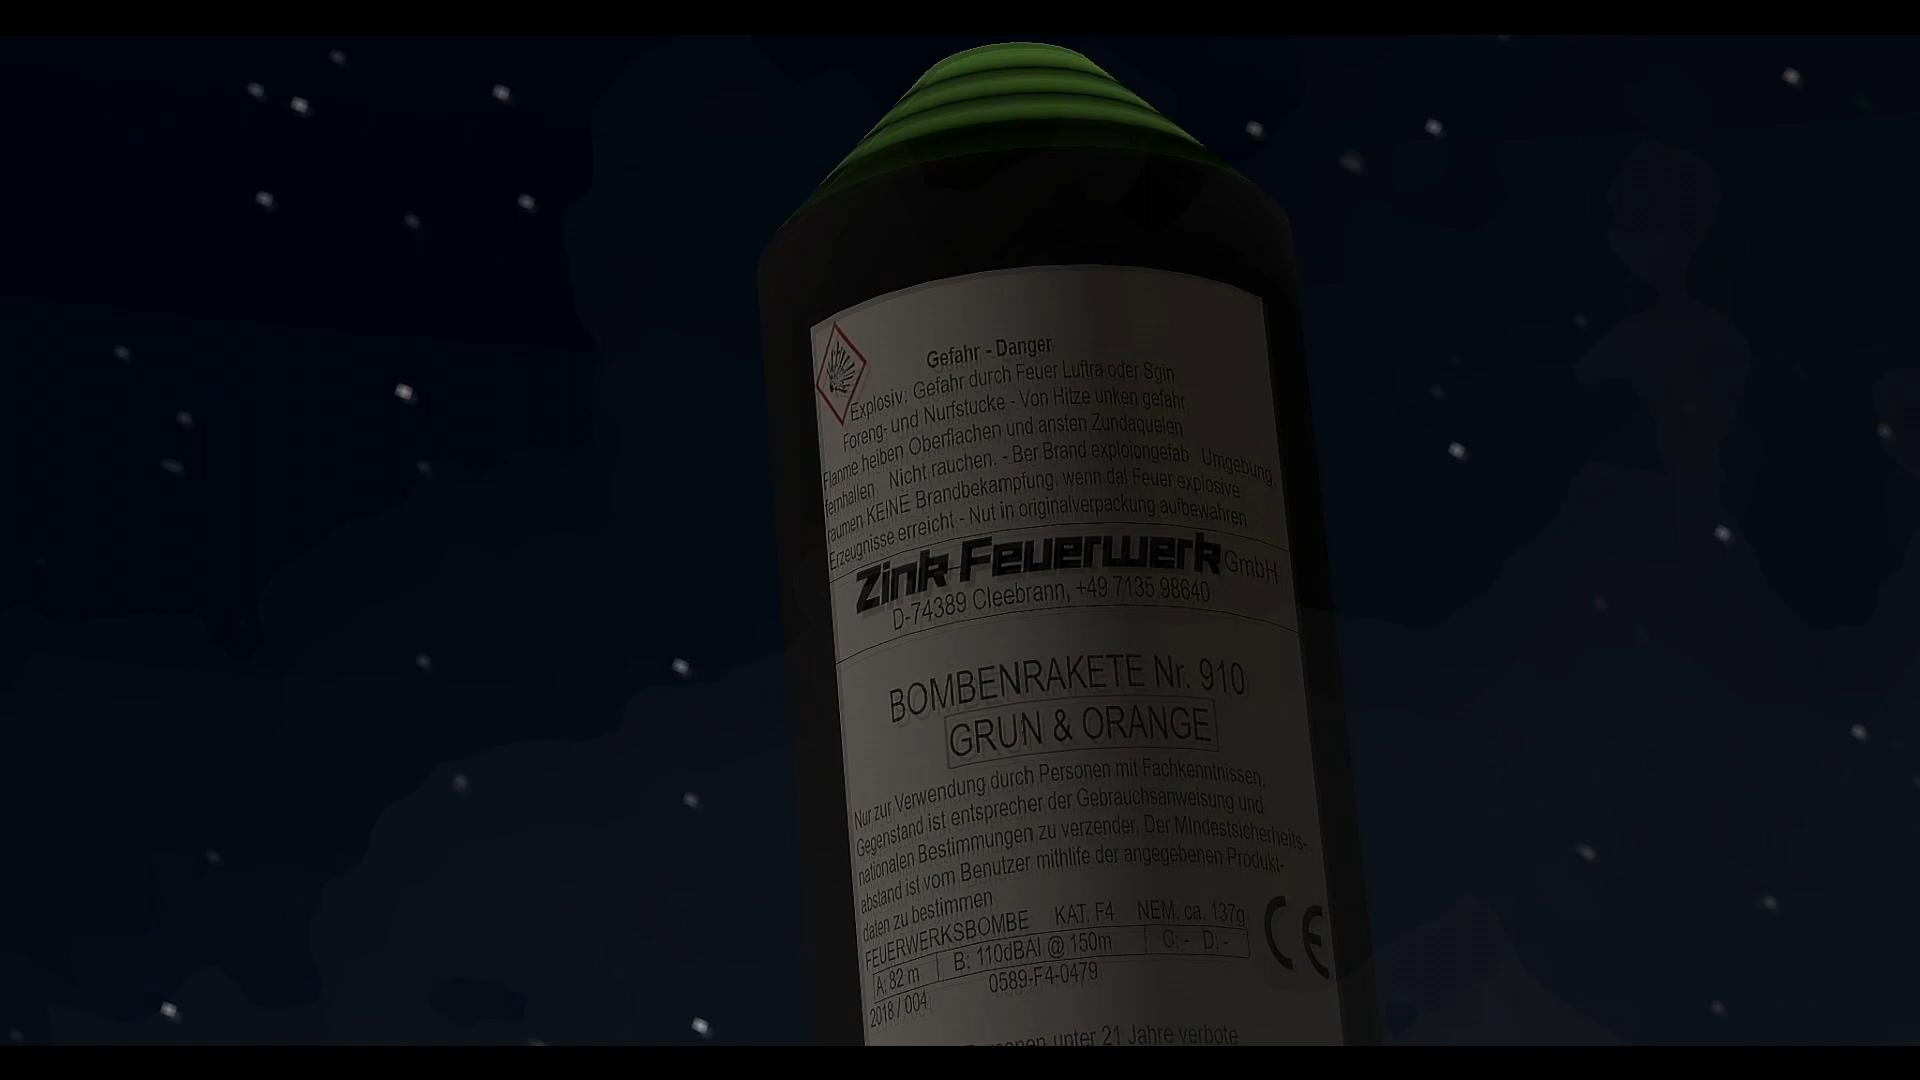 Gefahr - Danger
Explosiv: Gefahr durch Feuer Luftra oder Sgin
Foreng- und Nurfstucke - Von Hitze unken gefahr
Flanme heiben Oberflachen und ansten Zundaquelen
fernhallen Nicht rauchen. - Ber Brand exploiongefab Umgebung,
raumen KEINE Brandbekampfung, wenn dal Feuer explosive
Erzeugnisse erreicht - Nut in originalverpackung aufbewahren
Zink Feuerwerk GmbH
D-74389 Cleebrann, +49 7135 98640
BOMBENRAKETE Nr. 910
GRUN & ORANGE
Nur zur Verwendung durch Personen mit Fachkenntnissen,
Gegenstand ist entsprecher der Gebrauchsanweisung und
nationalen Bestimmungen zu verzender. Der MIndestsicherheits-
abstand ist vom Benutzer mithlife der angegebenen Produkt-
daten zu bestimmen
FEUERWERKSBOMBE KAT. F4 NEM. ca. 137g
A: 82 m B: 110dBAI @ 150m C: - D: -
2018 / 004 0589-F4-0479
CE
unter 21 Jahre verbote